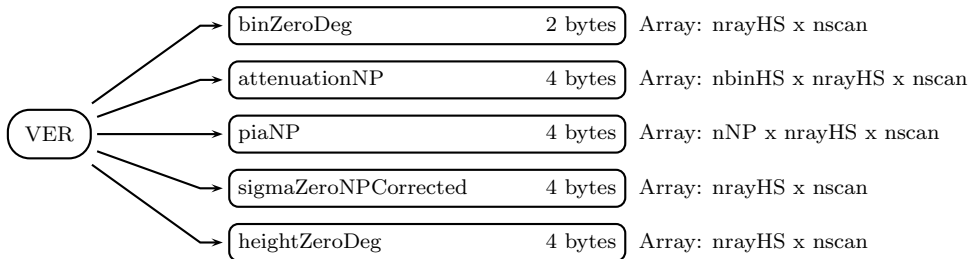 binZeroDeg 2 bytes Array: nrayHS x nscan
attenuationNP 4 bytes Array: nbinHS x nrayHS x nscan
VER piaNP 4 bytes Array: nNP x nrayHS x nscan
sigmaZeroNPCorrected 4 bytes Array: nrayHS x nscan
heightZeroDeg 4 bytes Array: nrayHS x nscan